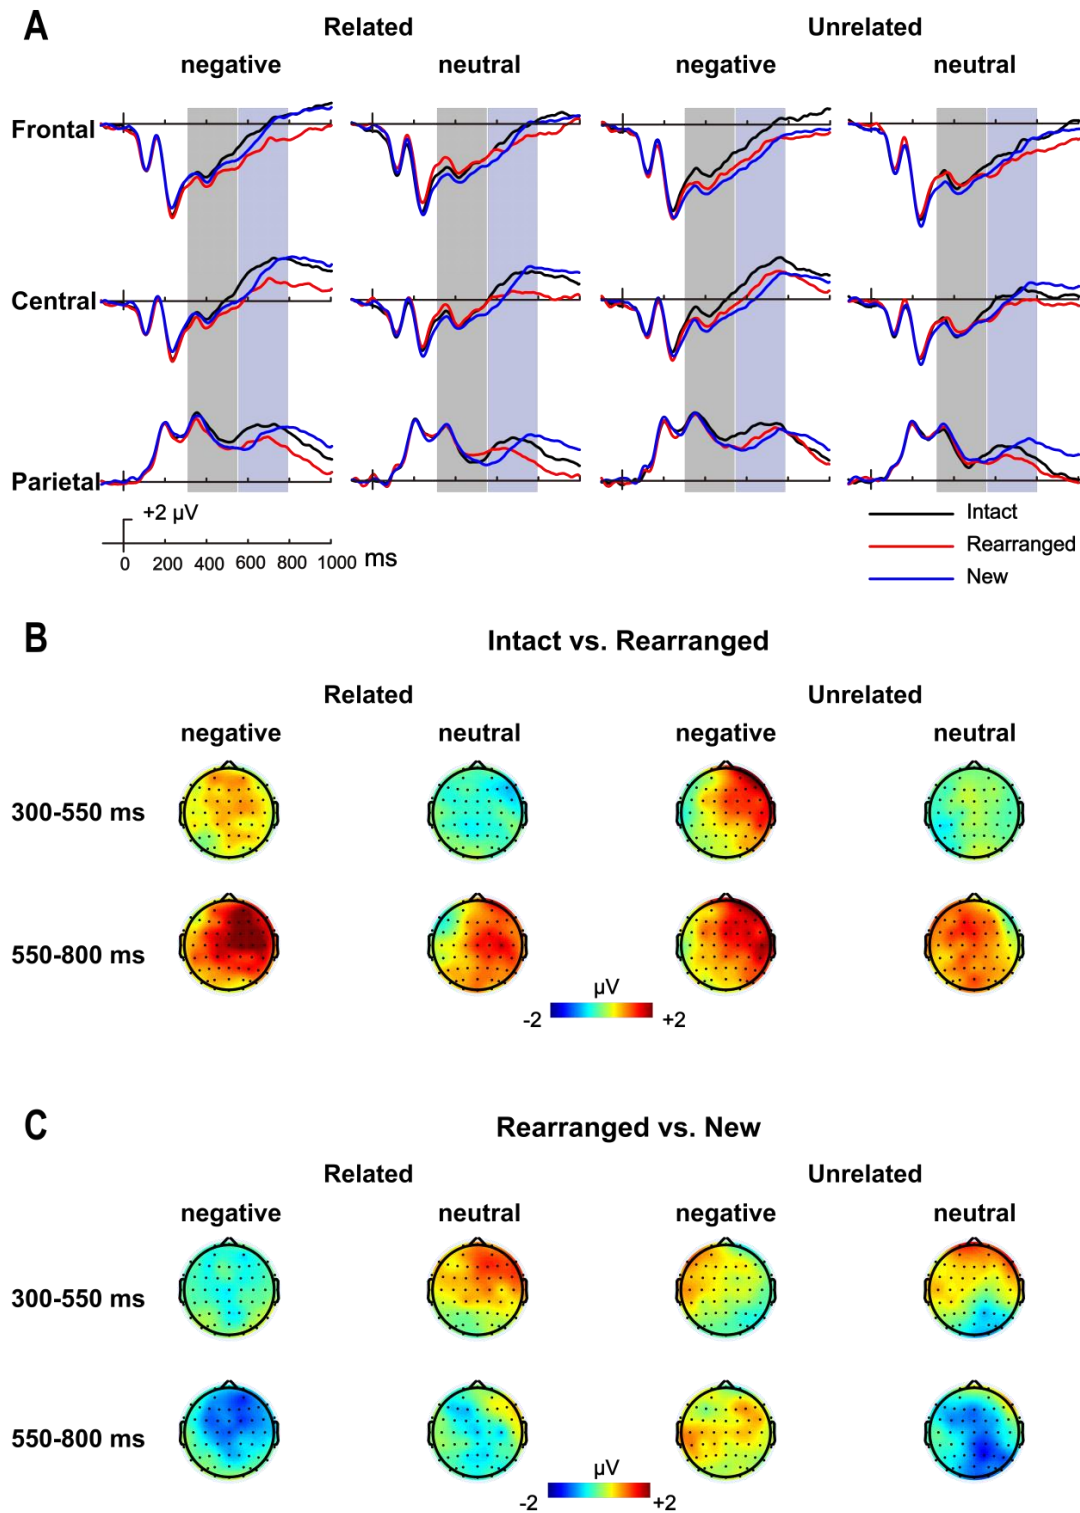 A
Related Unrelated
negative neutral negative neutral
Frontal
Central
Parietal
+2 µV
0 200 400 600 800 1000 ms
Intact
Rearranged
New
B
Intact vs. Rearranged
Related Unrelated
negative neutral negative neutral
300-550 ms
550-800 ms
µV
-2 +2
C
Rearranged vs. New
Related Unrelated
negative neutral negative neutral
300-550 ms
550-800 ms
µV
-2 +2